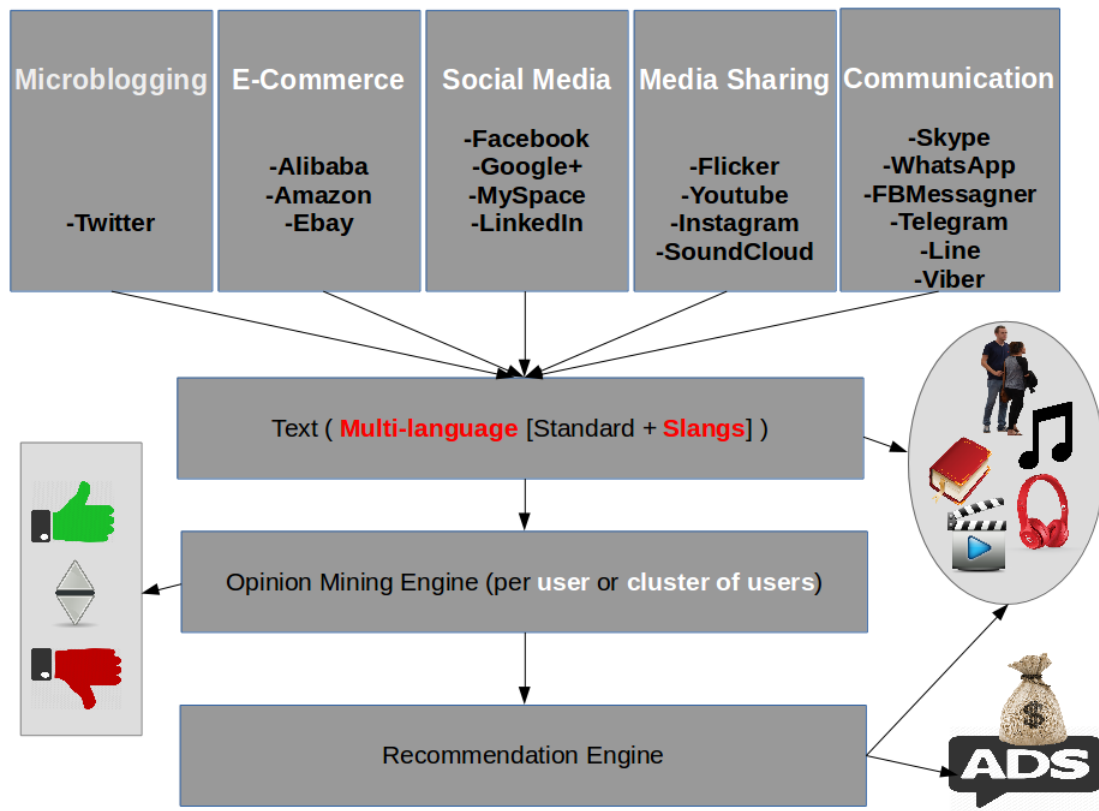 Microblogging
-Twitter
E-Commerce
-Alibaba
-Amazon
-Ebay
Social Media
-Facebook
-Google+
-MySpace
-LinkedIn
Media Sharing
-Flicker
-Youtube
-Instagram
-SoundCloud
Communication
-Skype
-WhatsApp
-FBMessagner
-Telegram
-Line
-Viber
Text ( Multi-language [Standard + Slangs] )
Opinion Mining Engine (per user or cluster of users)
Recommendation Engine
$
ADS